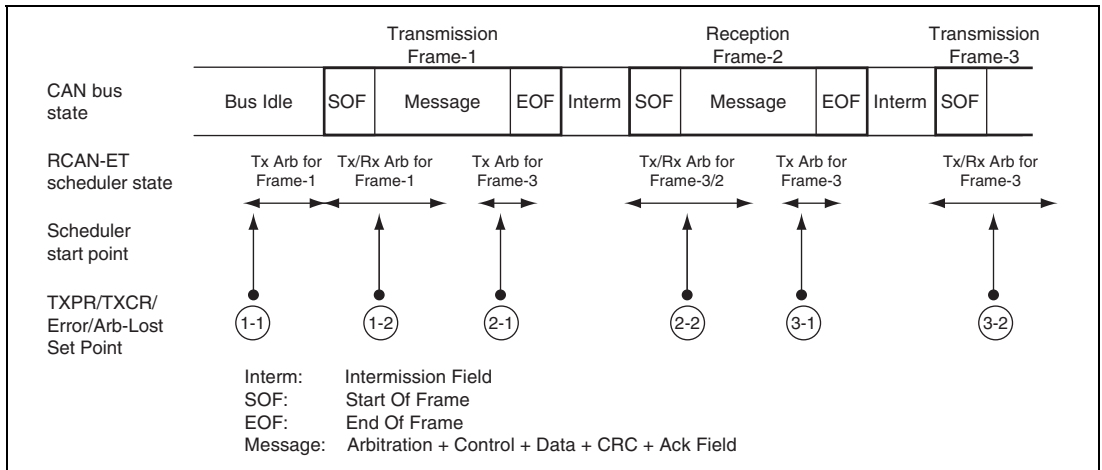 Transmission
Frame-1
Reception
Frame-2
Transmission
Frame-3
CAN bus
state
Bus Idle
SOF
Message
EOF
Interm
SOF
Message
EOF
Interm
SOF
RCAN-ET
scheduler state
Tx Arb for
Frame-1
Tx/Rx Arb for
Frame-1
Tx Arb for
Frame-3
Tx/Rx Arb for
Frame-3/2
Tx Arb for
Frame-3
Tx/Rx Arb for
Frame-3
Scheduler
start point
TXPR/TXCR/
Error/Arb-Lost
Set Point
1-1
1-2
2-1
2-2
3-1
3-2
Interm: Intermission Field
SOF: Start Of Frame
EOF: End Of Frame
Message: Arbitration + Control + Data + CRC + Ack Field